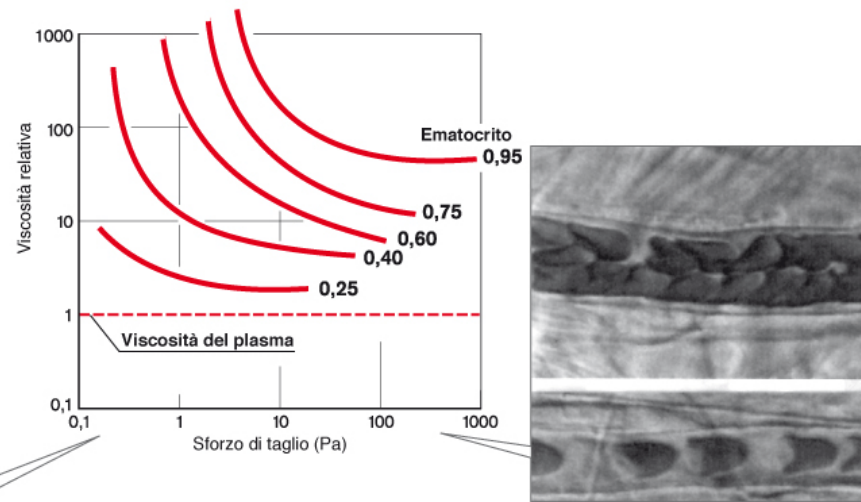 1000
100
10
1
0,1
Viscosità relativa
Ematocrito
0,95
0,75
0,60
0,40
0,25
Viscosità del plasma
0,1 1 10 100 1000
Sforzo di taglio (Pa)